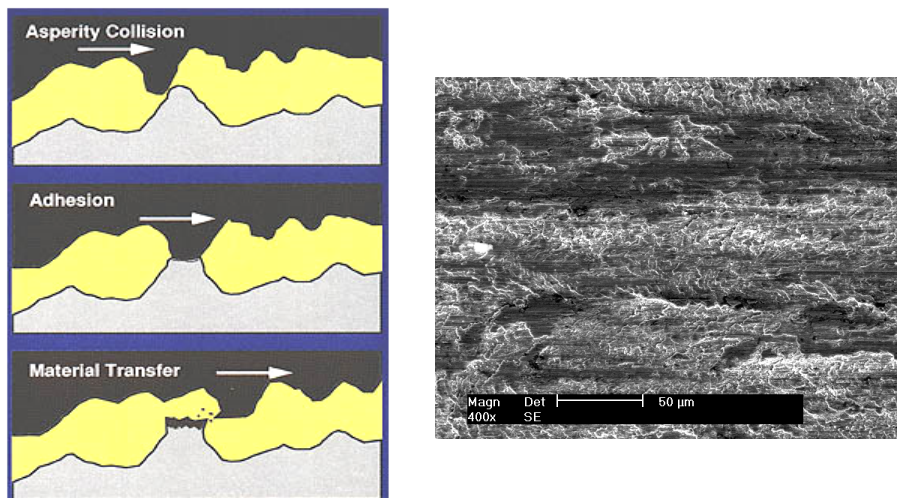 Asperity Collision
Adhesion
Material Transfer
Magn Det 50 µm
400x SE